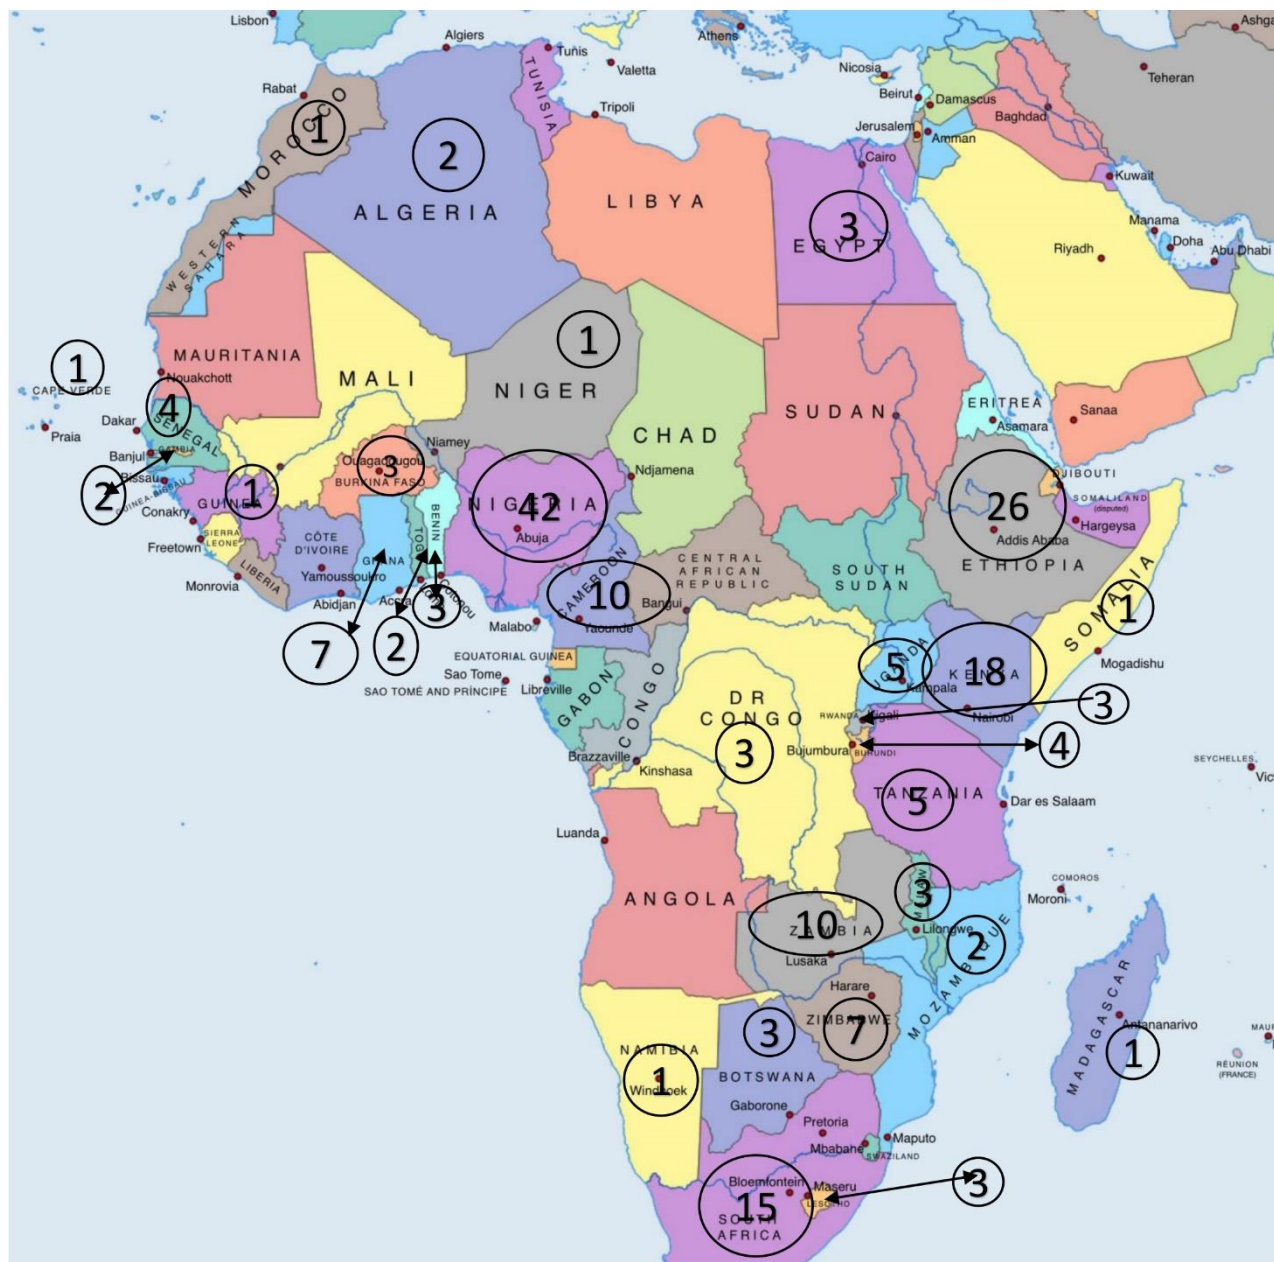 Lisbon
Algiers
Tunis
Athens
Ashga
Valetta
Nicosia
Teheran
Rabat
TUNISIA
Tripoli
Beirut
Damascus
Baghdad
MOROCCO
1
2
Jerusalem
Amman
Cairo
Kuwait
ALGERIA
LIBYA
3
EGYPT
Manama
Doha
Abu Dhabi
Riyadh
WESTERN
SAHARA
MAURITANIA
Nouakchott
1
CAPE VERDE
MALI
1
NIGER
SUDAN
ERITREA
Asamara
Sanaa
4
Dakar
SENEGAL
Praia
CHAD
Niamey
Banjul
GAMBIA
Ouagadougou
3
BURKINA FASO
Ndjamena
DJIBOUTI
2
Bissau
GUINEA-BISSAU
GUINEA
1
NIGERIA
42
Abuja
26
Addis Ababa
ETHIOPIA
SOMALILAND
(disputed)
Hargeysa
Conakry
BENIN
SIERRA
LEONE
Freetown
CÔTE
D'IVOIRE
Yamoussoukro
GHANA
TOGO
LIBERIA
Monrovia
Abidjan
Accra
Lome
Cotonou
3
CENTRAL
AFRICAN
REPUBLIC
SOUTH
SUDAN
CAMEROON
10
Bangui
Yaounde
Malabo
1
SOMALIA
7
2
EQUATORIAL GUINEA
Sao Tome
SAO TOMÉ AND PRÍNCIPE
Libreville
GABON
CONGO
5
UGANDA
Kampala
18
KENYA
Nairobi
Mogadishu
DR
CONGO
3
RWANDA
Kigali
3
Bujumbura
BURUNDI
4
Brazzaville
Kinshasa
SEYCHELLES
Vict
TANZANIA
5
Dar es Salaam
Luanda
ANGOLA
3
MALAWI
Lilongwe
COMOROS
Moroni
10
ZAMBIA
Lusaka
2
MOZAMBIQUE
Harare
ZIMBABWE
7
MADAGASCAR
Antananarivo
1
MAUR
RÉUNION
(FRANCE)
3
BOTSWANA
Gaborone
NAMIBIA
1
Windhoek
Pretoria
Mbabane
SWAZILAND
Maputo
Bloemfontein
Maseru
LESOTHO
3
15
SOUTH
AFRICA